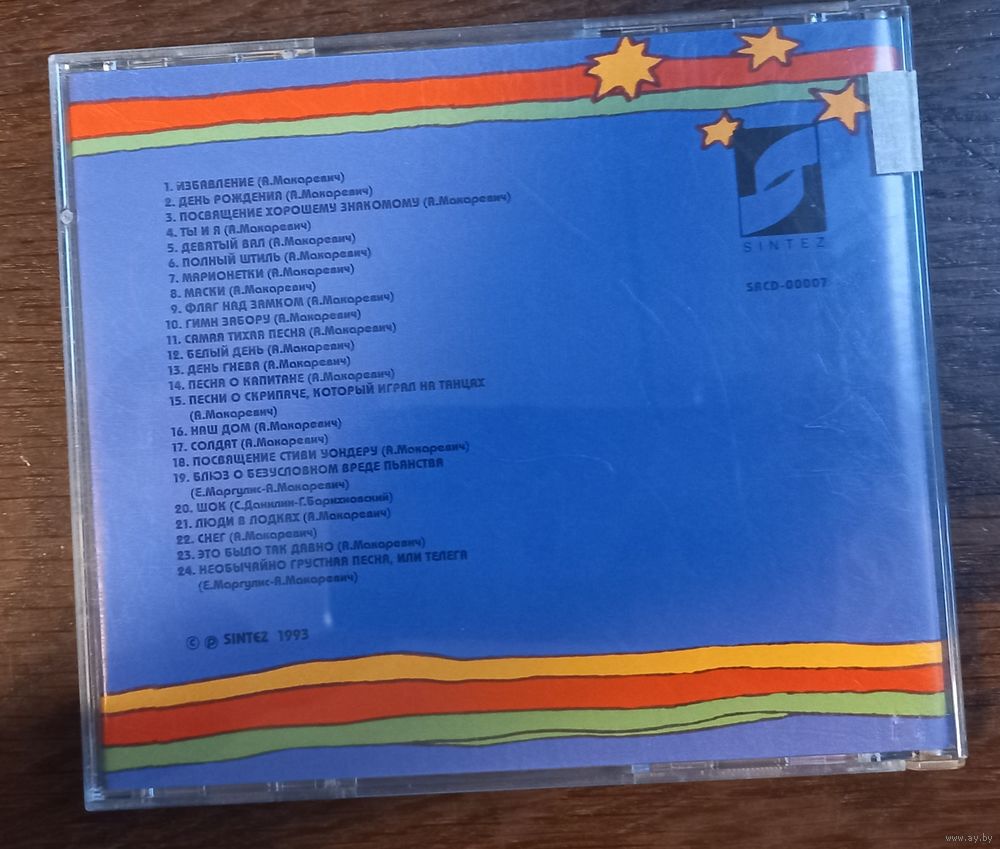 1. ИЗБАВЛЕНИЕ (А.Макаревич)
2. ДЕНЬ РОЖДЕНИЯ (А.Макаревич)
3. ПОСВЯЩЕНИЕ ХОРОШЕМУ ЗНАКОМОМУ (А.Макаревич)
4. ТЫ И Я (А.Макаревич)
5. ДЕВЯТЫЙ ВАЛ (А.Макаревич)
6. ПОЛНЫЙ ШТИЛЬ (А.Макаревич)
7. МАРИОНЕТКИ (А.Макаревич)
8. МАСКИ (А.Макаревич)
9. ФЛАГ НАД ЗАМКОМ (А.Макаревич)
10. ГИМН ЗАБОРУ (А.Макаревич)
11. САМАЯ ТИХАЯ ПЕСНЯ (А.Макаревич)
12. БЕЛЫЙ ДЕНЬ (А.Макаревич)
13. ДЕНЬ ГНЕВА (А.Макаревич)
14. ПЕСНЯ О КАПИТАНЕ (А.Макаревич)
15. ПЕСНИ О СКРИПАЧЕ, КОТОРЫЙ ИГРАЛ НА ТАНЦАХ
(А.Макаревич)
16. НАШ ДОМ (А.Макаревич)
17. СОЛДАТ (А.Макаревич)
18. ПОСВЯЩЕНИЕ СТИВИ УОНДЕРУ (А.Макаревич)
19. БЛЮЗ О БЕЗУСЛОВНОМ ВРЕДЕ ПЬЯНСТВА
(Е.Маргулис-А.Макаревич)
20. ШОК (С.Данилин-Г.Барихновский)
21. ЛЮДИ В ЛОДКАХ (А.Макаревич)
22. СНЕГ (А.Макаревич)
23. ЭТО БЫЛО ТАК ДАВНО (А.Макаревич)
24. НЕОБЫЧАЙНО ГРУСТНАЯ ПЕСНЯ, ИЛИ ТЕЛЕГА
(Е.Маргулис-А.Макаревич)
© ℗ SINTEZ 1993
SINTEZ
SRCD-00007
www.ay.by